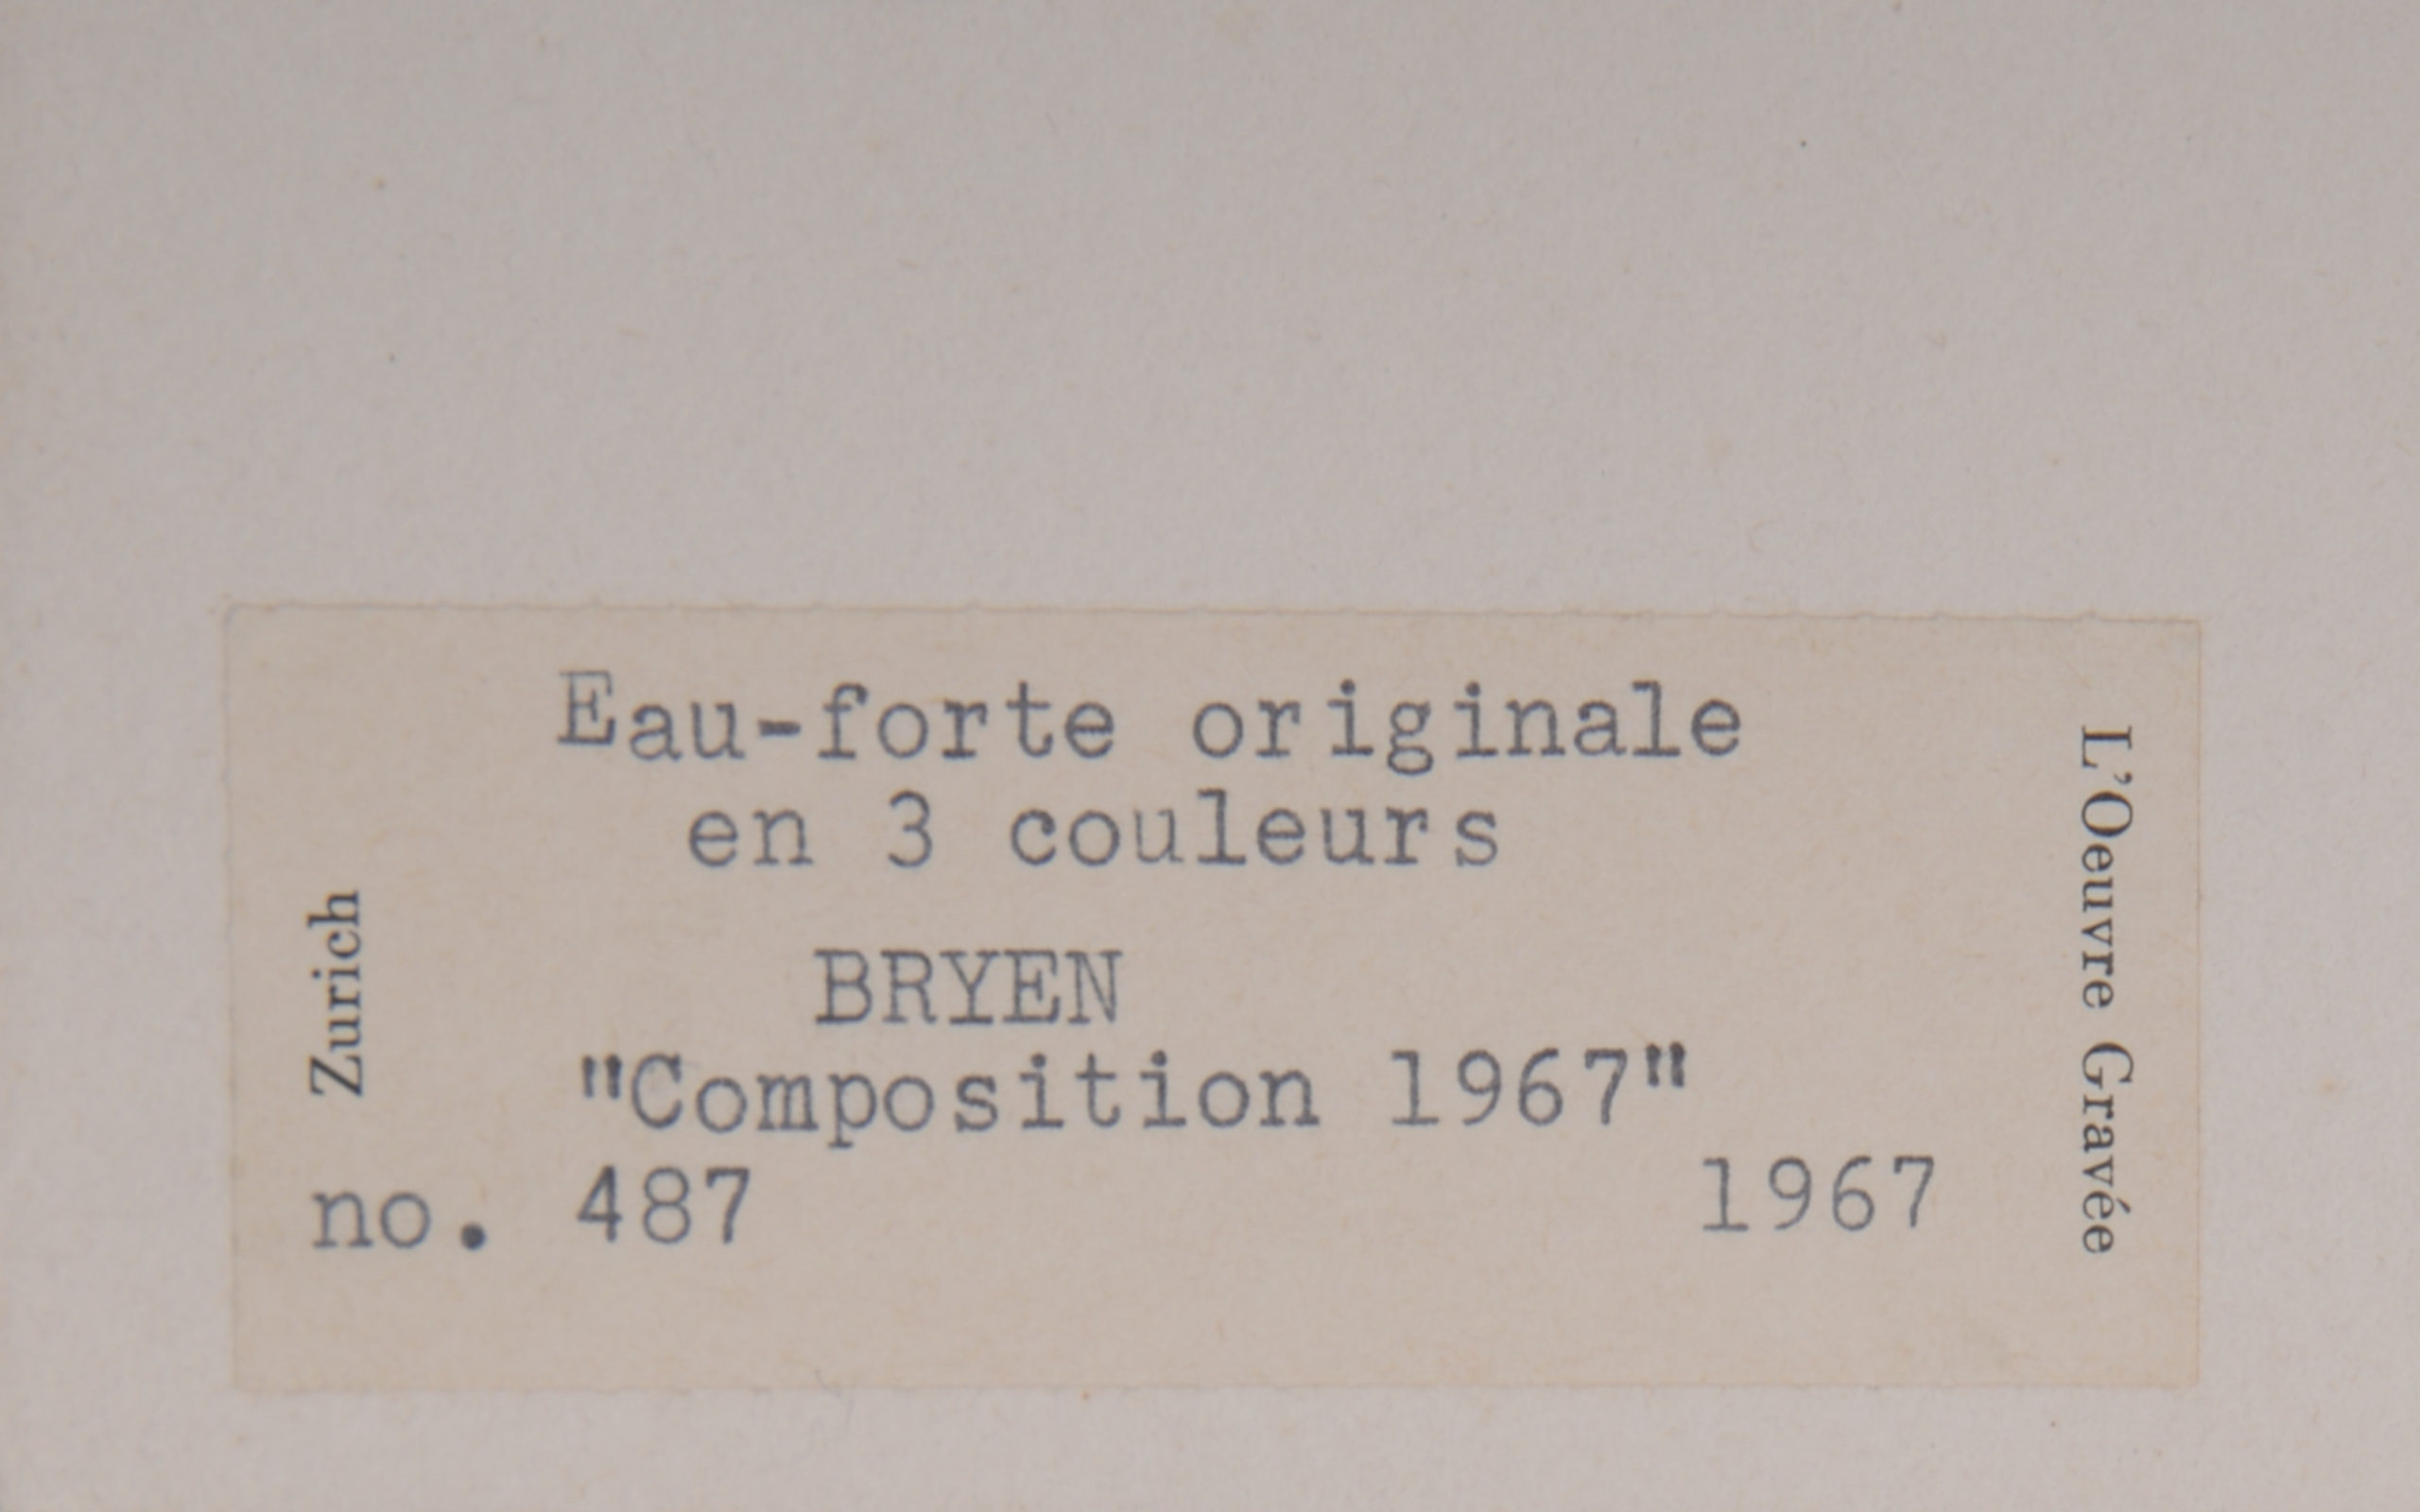 Eau-forte originale
en 3 couleurs
BRYEN
"Composition 1967"
no. 487 1967
Zurich
L'Oeuvre Gravée